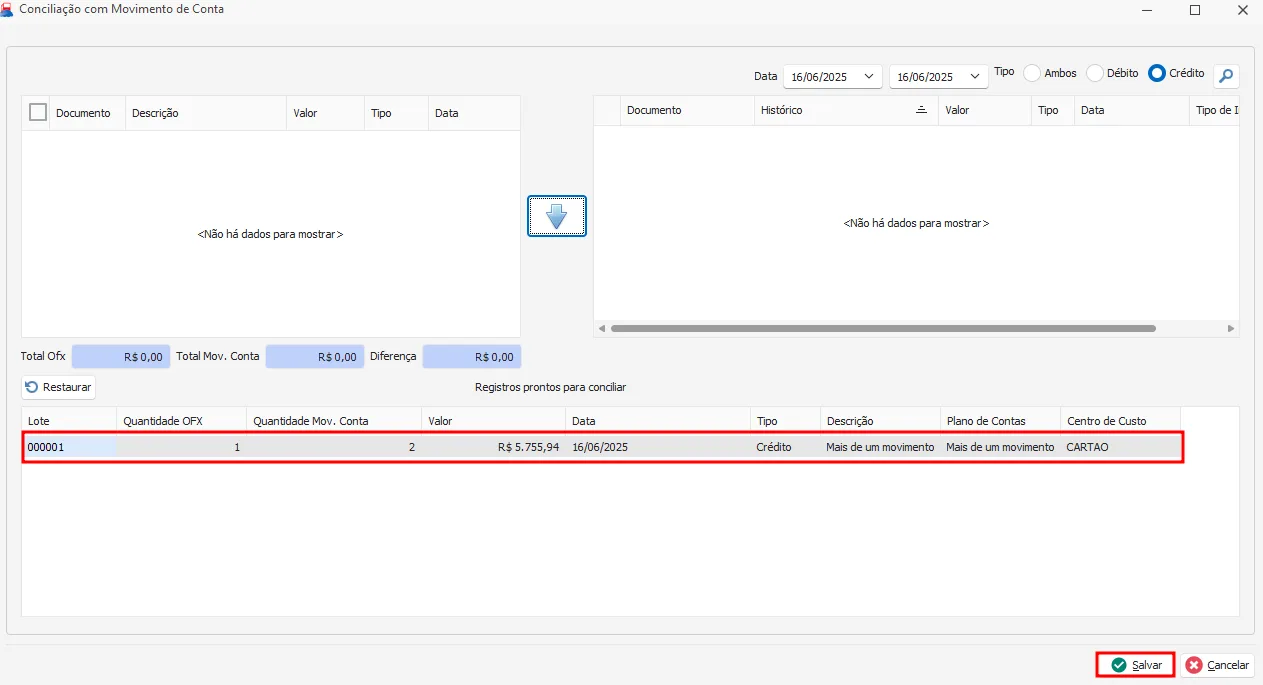 Conciliação com Movimento de Conta
Data 16/06/2025 16/06/2025 Tipo Ambos Débito Crédito
Documento Descrição Valor Tipo Data
Documento Histórico Valor Tipo Data Tipo de I
<Não há dados para mostrar>
<Não há dados para mostrar>
Total Ofx R$ 0,00 Total Mov. Conta R$ 0,00 Diferença R$ 0,00
Restaurar Registros prontos para conciliar
Lote Quantidade OFX Quantidade Mov. Conta Valor Data Tipo Descrição Plano de Contas Centro de Custo
000001 1 2 R$ 5.755,94 16/06/2025 Crédito Mais de um movimento Mais de um movimento CARTAO
Salvar Cancelar